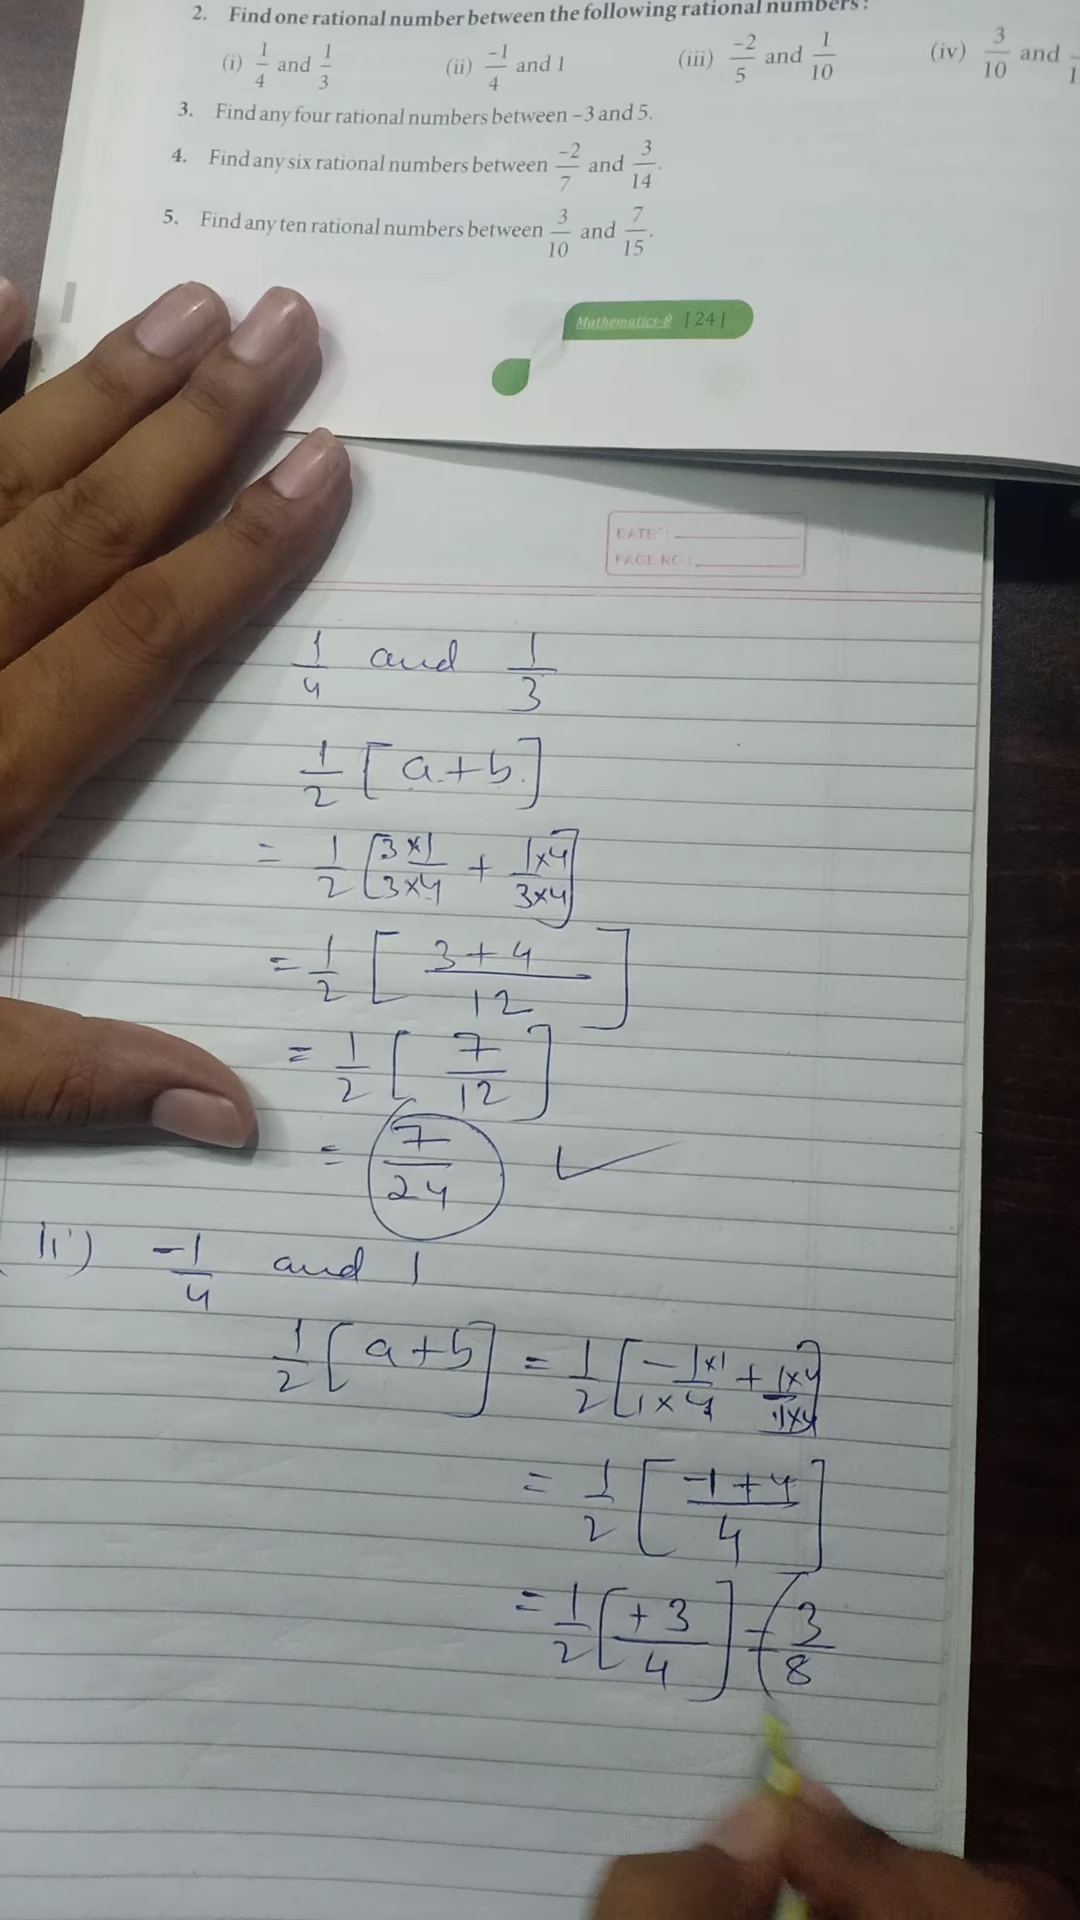 2. Find one rational number between the following rational numbers:
(i) 1/4 and 1/3 (ii) -1/4 and 1 (iii) -2/5 and 1/10 (iv) 3/10 and
3. Find any four rational numbers between -3 and 5.
4. Find any six rational numbers between -2/7 and 3/14.
5. Find any ten rational numbers between 3/10 and 7/15.
Mathematics-8 | 24 |
DATE :
PAGE NO :
1/4 and 1/3
1/2 [a+b]
= 1/2 [3×1/3×4 + 1×4/3×4]
= 1/2 [3+4/12]
= 1/2 [7/12]
= 7/24 ✓
ii) -1/4 and 1
1/2 [a+b] = 1/2 [-1×1/1×4 + 1×4/1×4]
= 1/2 [-1+4/4]
= 1/2 [+3/4] = 3/8